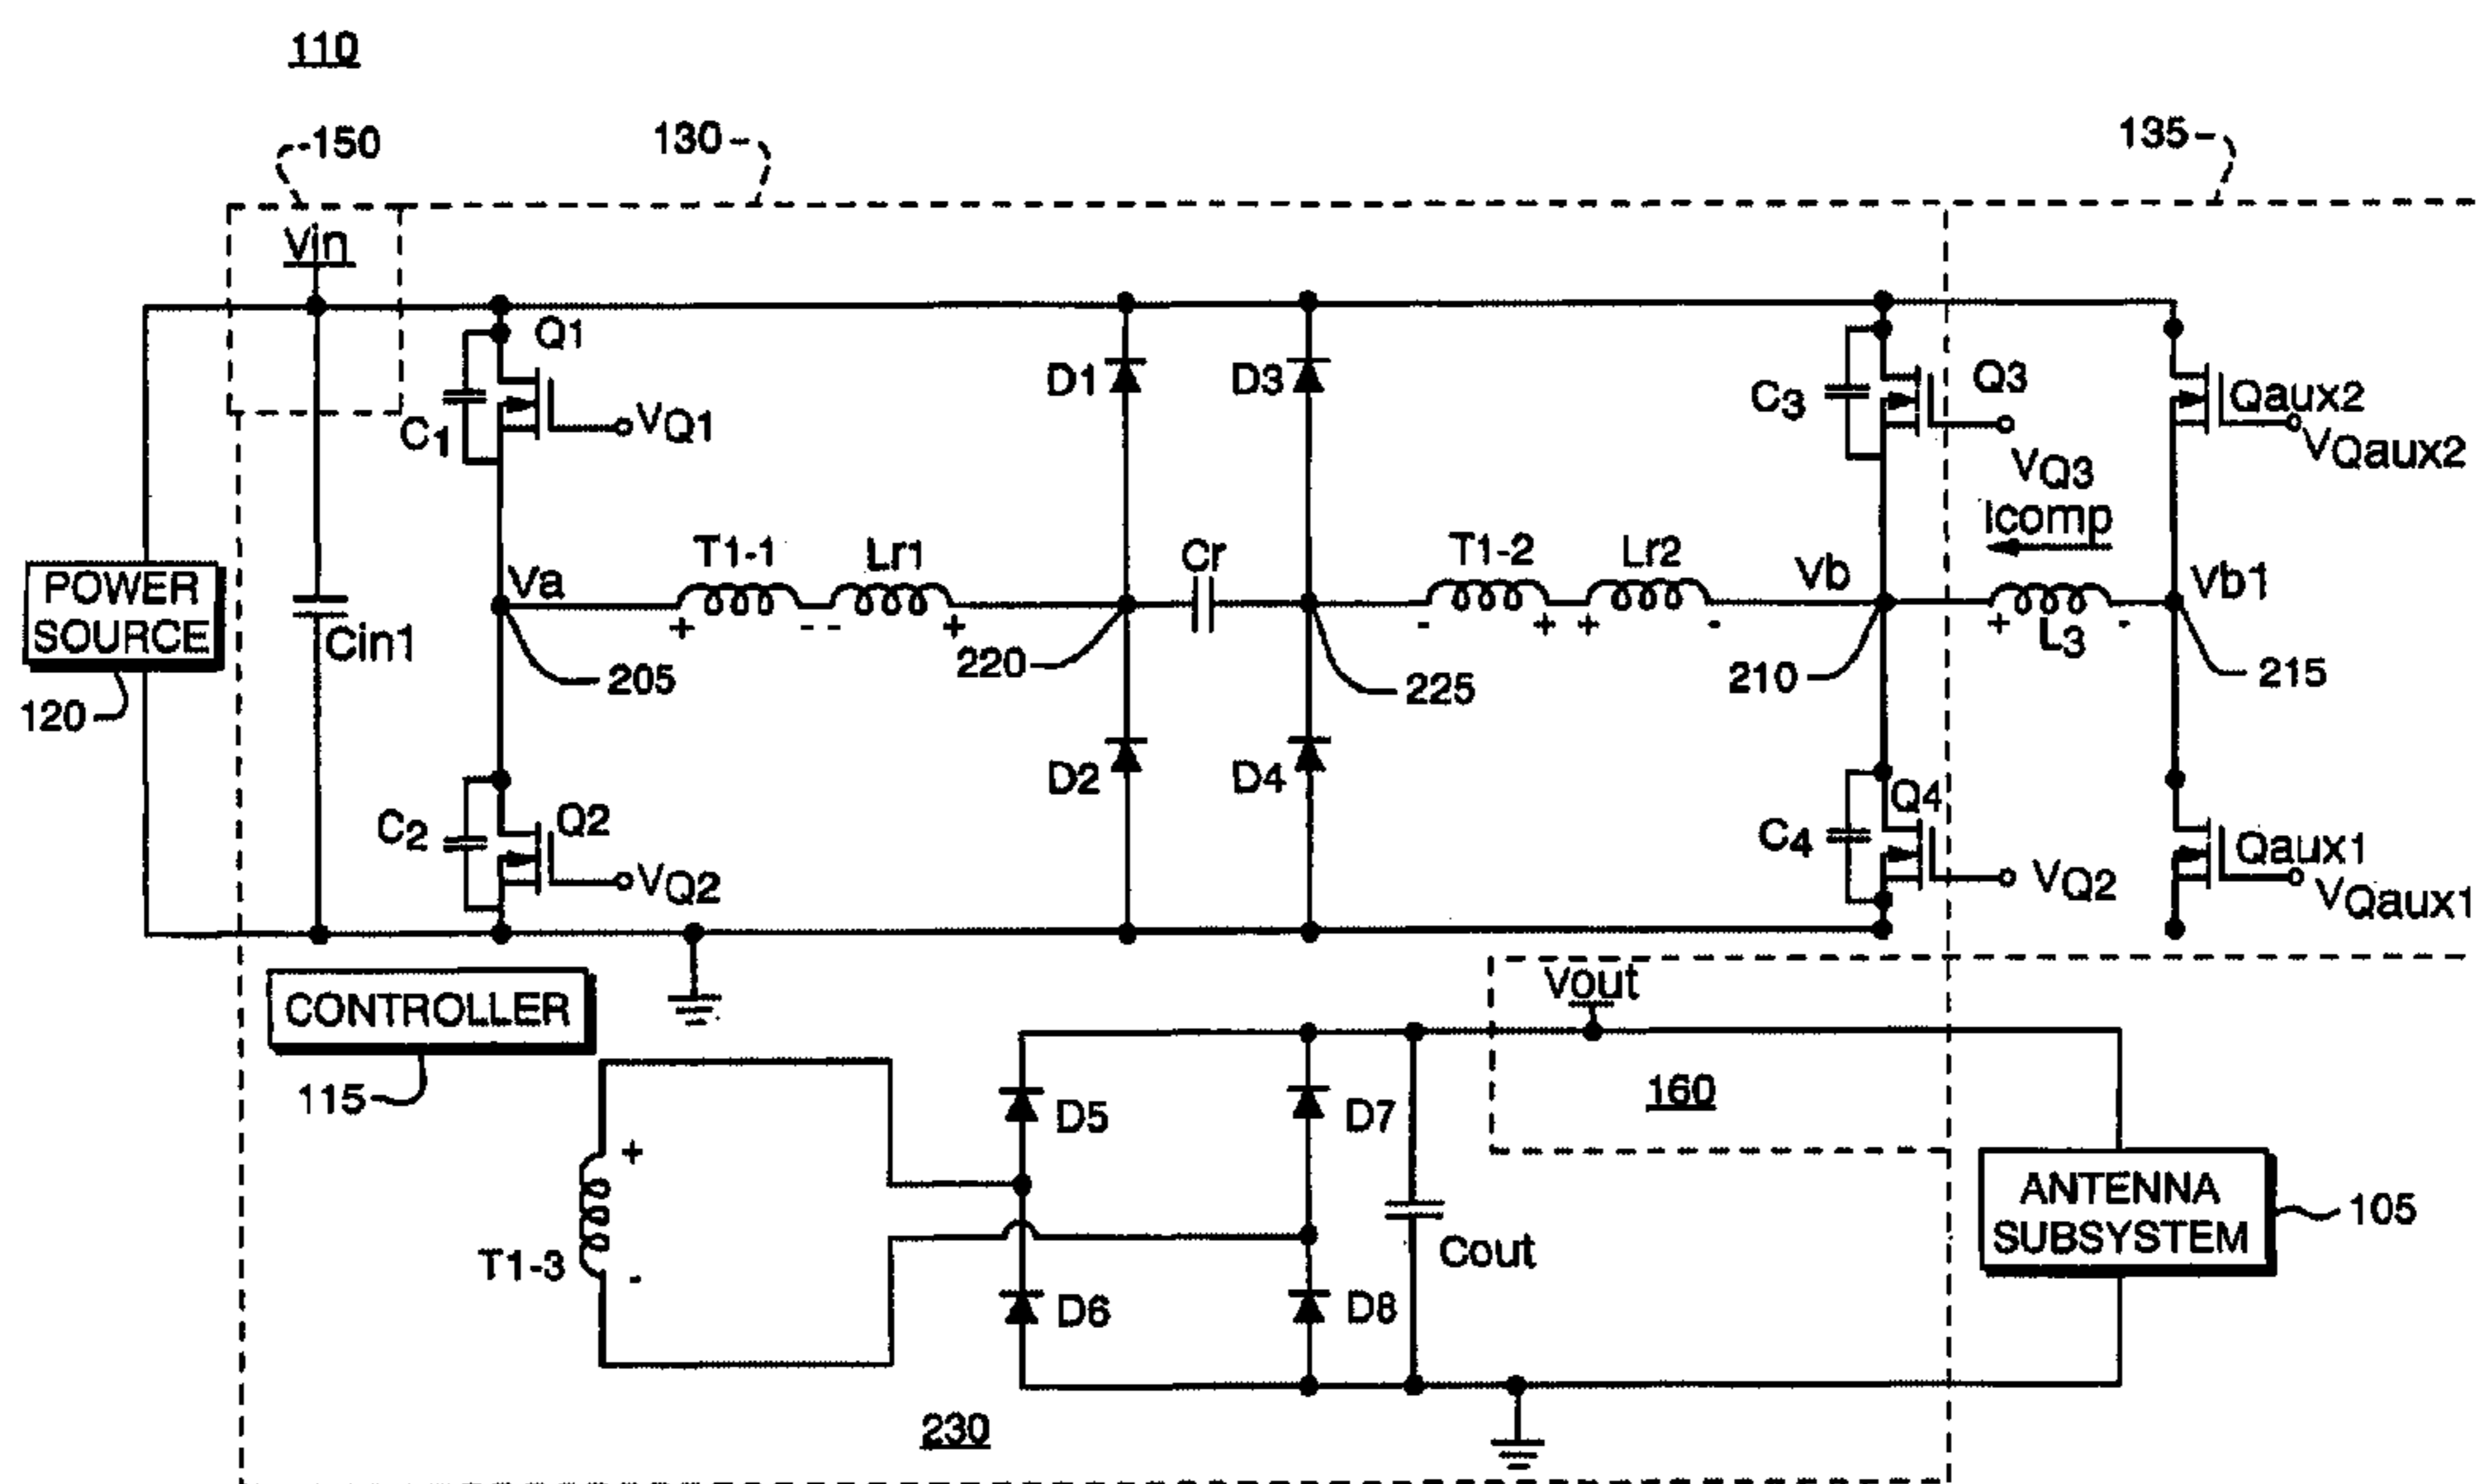 110
150
130
135
Vin
Q1
D1
D3
C3
Q3
Qaux2
C1
VQ1
VQ3
VQaux2
Icomp
POWER
SOURCE
Cin1
Va
T1-1
Lr1
Cr
T1-2
Lr2
Vb
Vb1
+
- -
+
-
+ +
-
+
L3
-
120
205
220
225
210
215
C2
Q2
D2
D4
Q4
C4
Qaux1
VQ2
VQ2
VQaux1
CONTROLLER
115
Vout
160
+
D5
D7
T1-3
-
Cout
D6
D8
ANTENNA
SUBSYSTEM
105
230